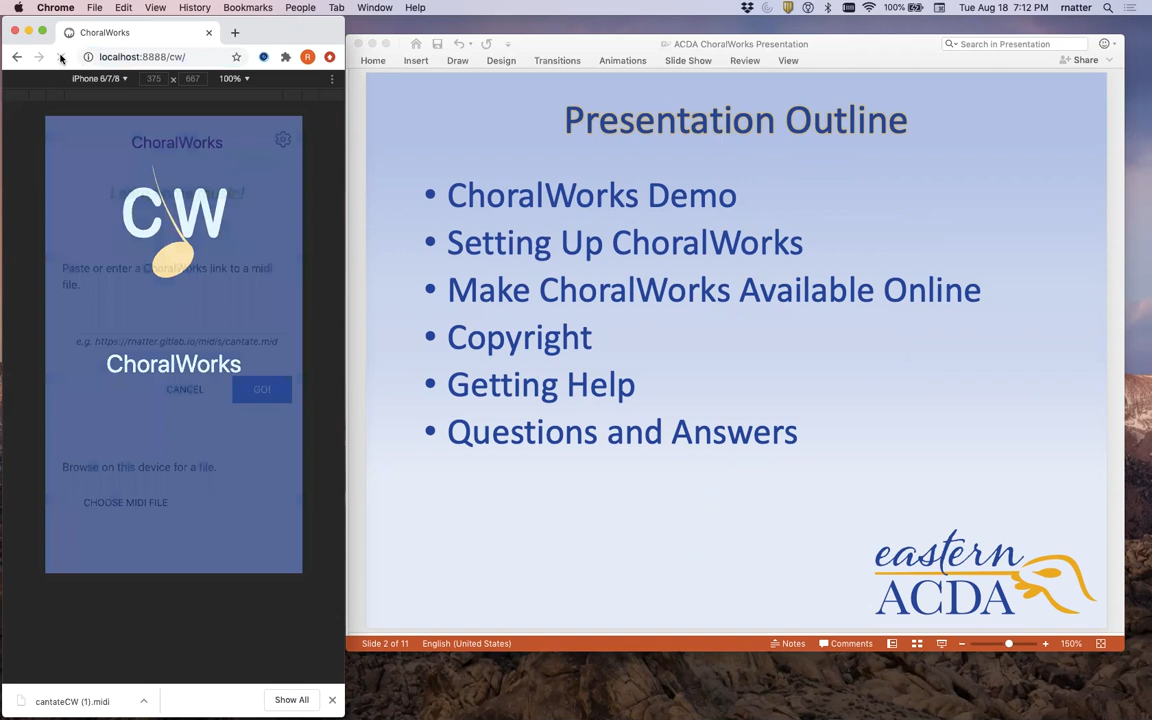 Chrome File Edit View History Bookmarks People Tab Window Help 100% Tue Aug 18 7:12 PM rnatter
ChoralWorks
localhost:8888/cw/
R
iPhone 6/7/8 375 x 667 100%
ChoralWorks
CW
Paste or enter a ChoralWorks link to a midi
file.
e.g. https://rnatter.gitlab.io/midis/cantate.mid
ChoralWorks
CANCEL GO!
Browse on this device for a file.
CHOOSE MIDI FILE
cantateCW (1).midi Show All
ACDA ChoralWorks Presentation Search in Presentation
Home Insert Draw Design Transitions Animations Slide Show Review View Share
Presentation Outline
• ChoralWorks Demo
• Setting Up ChoralWorks
• Make ChoralWorks Available Online
• Copyright
• Getting Help
• Questions and Answers
eastern
ACDA
Slide 2 of 11 English (United States) Notes Comments 150%